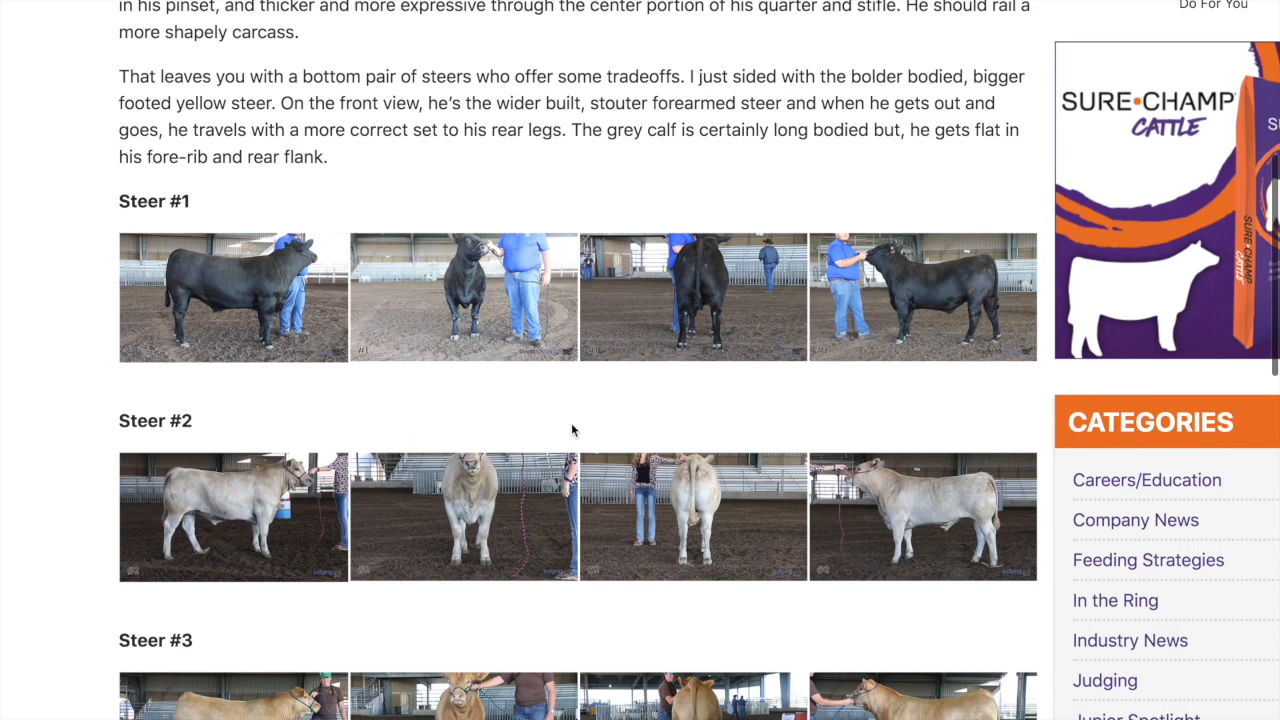 in his pinset, and thicker and more expressive through the center portion of his quarter and stifle. He should rail a
more shapely carcass.
That leaves you with a bottom pair of steers who offer some tradeoffs. I just sided with the bolder bodied, bigger
footed yellow steer. On the front view, he's the wider built, stouter forearmed steer and when he gets out and
goes, he travels with a more correct set to his rear legs. The grey calf is certainly long bodied but, he gets flat in
his fore-rib and rear flank.
Steer #1
#1
Steer #2
#2
#2
Steer #3
Do For You
SURE•CHAMP
CATTLE
SURE CHAMP
CATTLE
CATEGORIES
Careers/Education
Company News
Feeding Strategies
In the Ring
Industry News
Judging
Junior Spotlight